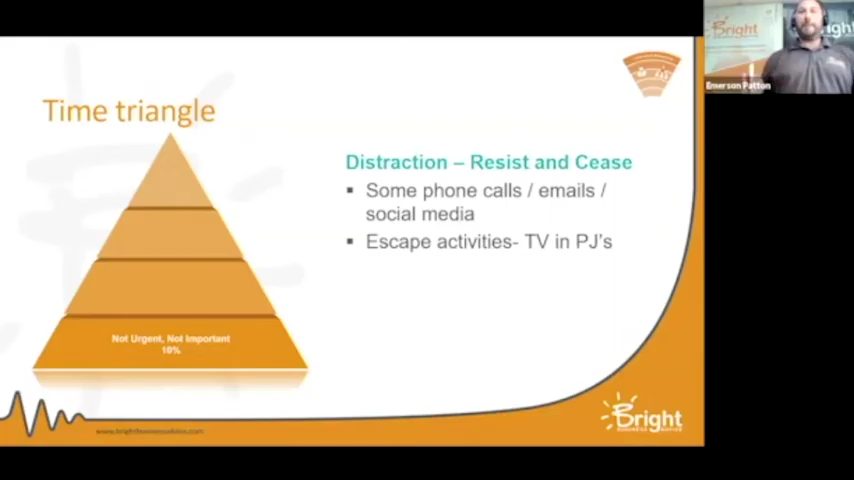 Time triangle
Distraction – Resist and Cease
Some phone calls / emails /
social media
Escape activities- TV in PJ's
Not Urgent, Not Important
10%
Bright
Emerson Patton
Bright